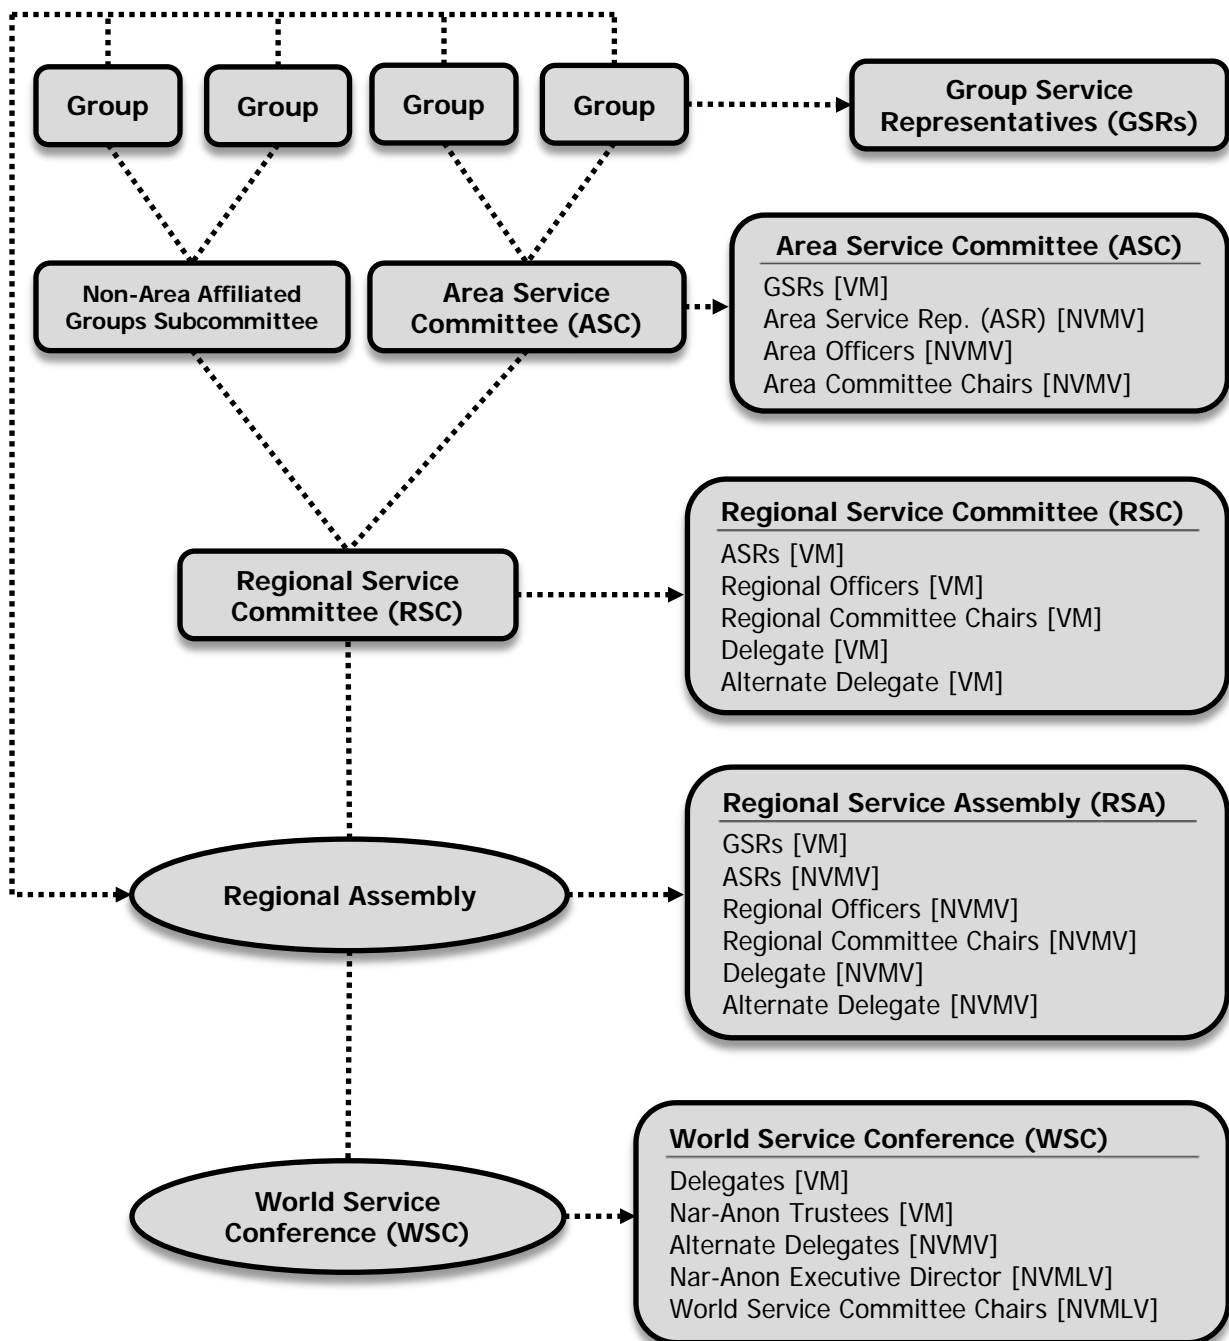 Group
Group
Group
Group
Group Service
Representatives (GSRs)
Non-Area Affiliated
Groups Subcommittee
Area Service
Committee (ASC)
Area Service Committee (ASC)
GSRs [VM]
Area Service Rep. (ASR) [NVMV]
Area Officers [NVMV]
Area Committee Chairs [NVMV]
Regional Service
Committee (RSC)
Regional Service Committee (RSC)
ASRs [VM]
Regional Officers [VM]
Regional Committee Chairs [VM]
Delegate [VM]
Alternate Delegate [VM]
Regional Assembly
Regional Service Assembly (RSA)
GSRs [VM]
ASRs [NVMV]
Regional Officers [NVMV]
Regional Committee Chairs [NVMV]
Delegate [NVMV]
Alternate Delegate [NVMV]
World Service
Conference (WSC)
World Service Conference (WSC)
Delegates [VM]
Nar-Anon Trustees [VM]
Alternate Delegates [NVMV]
Nar-Anon Executive Director [NVMLV]
World Service Committee Chairs [NVMLV]